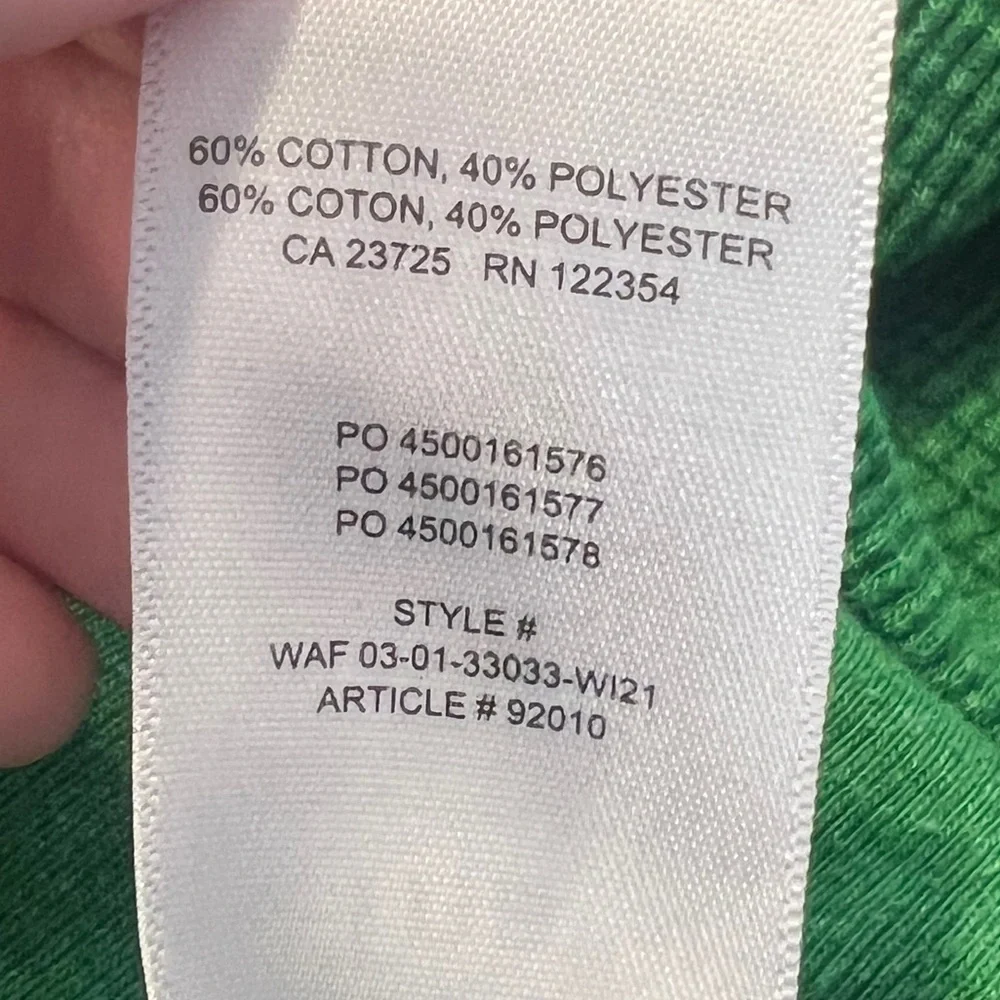 60% COTTON, 40% POLYESTER
60% COTON, 40% POLYESTER
CA 23725 RN 122354
PO 4500161576
PO 4500161577
PO 4500161578
STYLE #
WAF 03-01-33033-WI21
ARTICLE # 92010